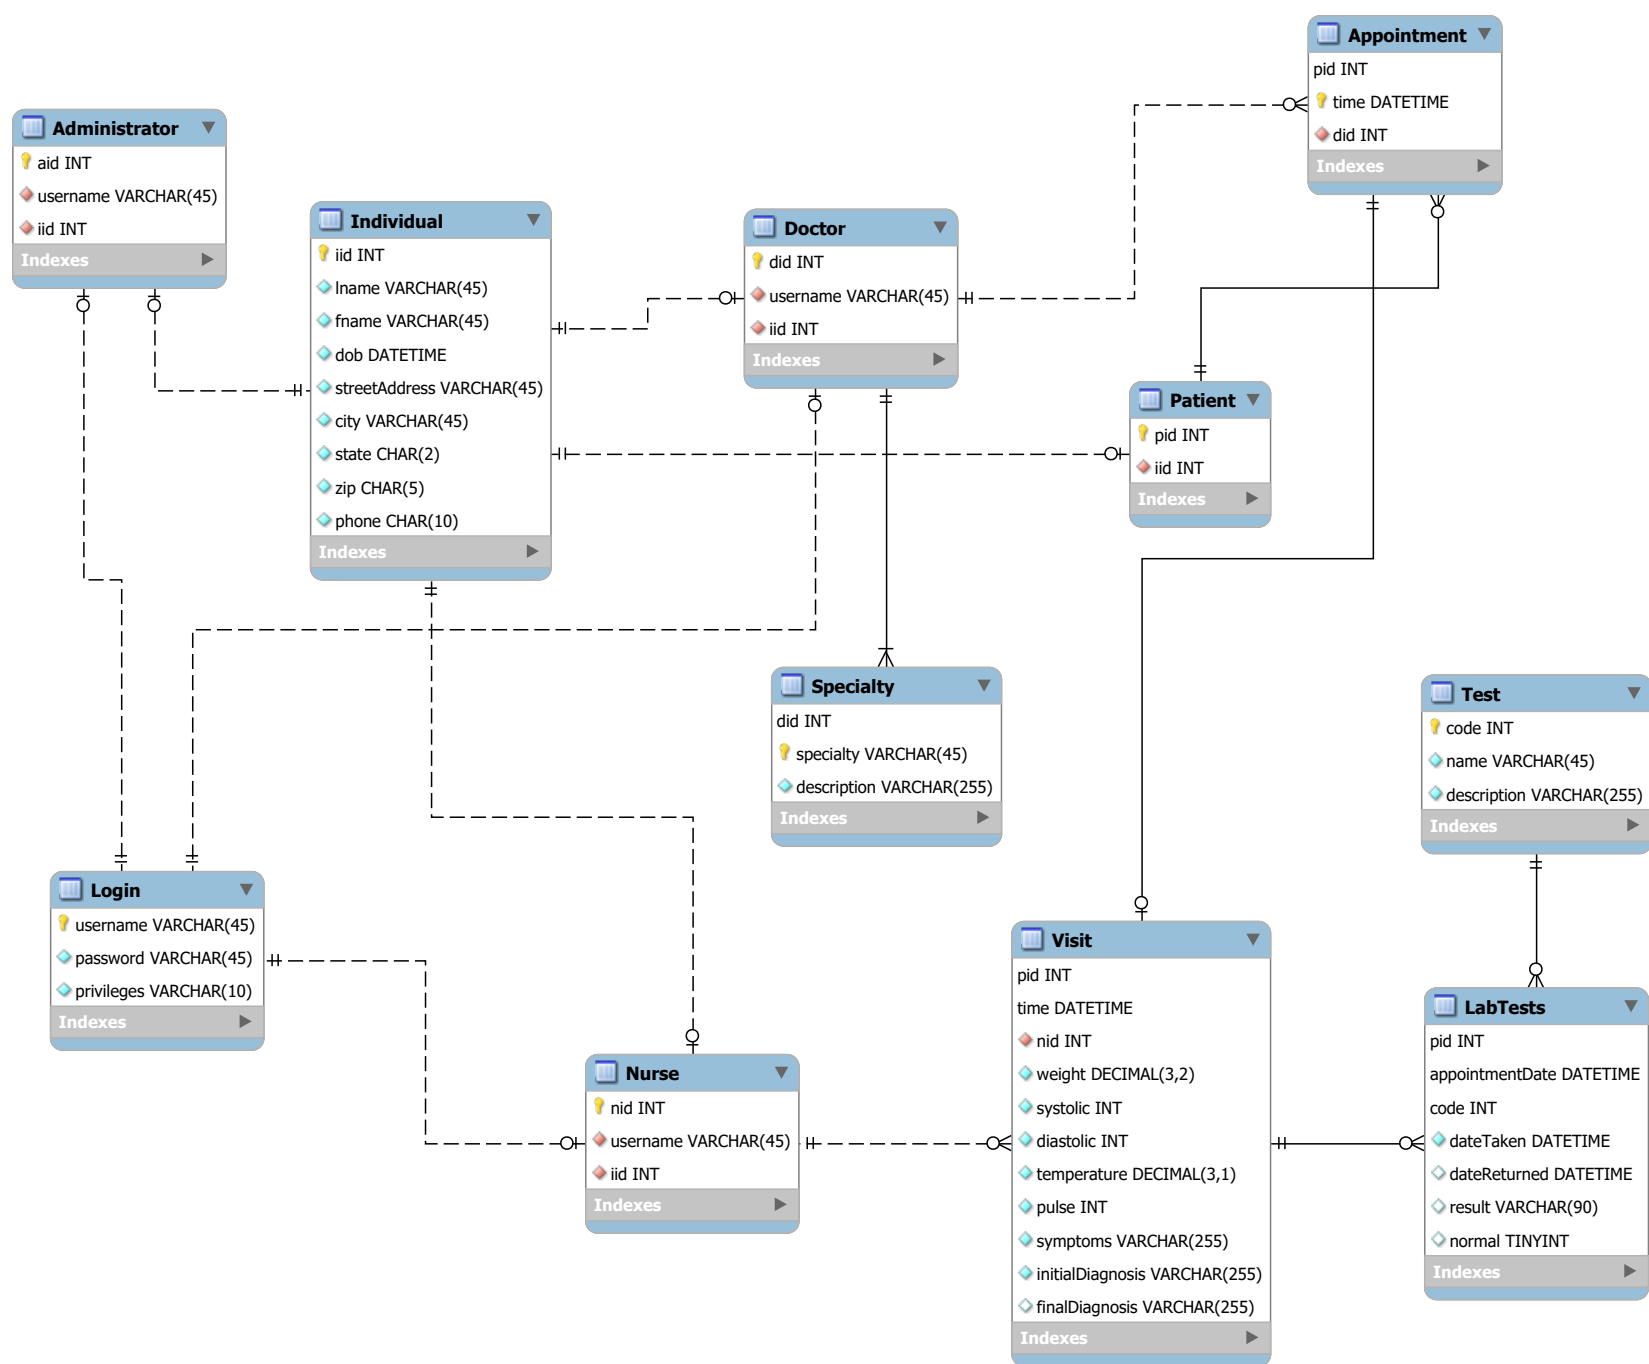 Appointment
pid INT
time DATETIME
did INT
Indexes
Administrator
aid INT
username VARCHAR(45)
iid INT
Indexes
Individual
iid INT
lname VARCHAR(45)
fname VARCHAR(45)
dob DATETIME
streetAddress VARCHAR(45)
city VARCHAR(45)
state CHAR(2)
zip CHAR(5)
phone CHAR(10)
Indexes
Doctor
did INT
username VARCHAR(45)
iid INT
Indexes
Patient
pid INT
iid INT
Indexes
Specialty
did INT
specialty VARCHAR(45)
description VARCHAR(255)
Indexes
Test
code INT
name VARCHAR(45)
description VARCHAR(255)
Indexes
Login
username VARCHAR(45)
password VARCHAR(45)
privileges VARCHAR(10)
Indexes
Nurse
nid INT
username VARCHAR(45)
iid INT
Indexes
Visit
pid INT
time DATETIME
nid INT
weight DECIMAL(3,2)
systolic INT
diastolic INT
temperature DECIMAL(3,1)
pulse INT
symptoms VARCHAR(255)
initialDiagnosis VARCHAR(255)
finalDiagnosis VARCHAR(255)
Indexes
LabTests
pid INT
appointmentDate DATETIME
code INT
dateTaken DATETIME
dateReturned DATETIME
result VARCHAR(90)
normal TINYINT
Indexes